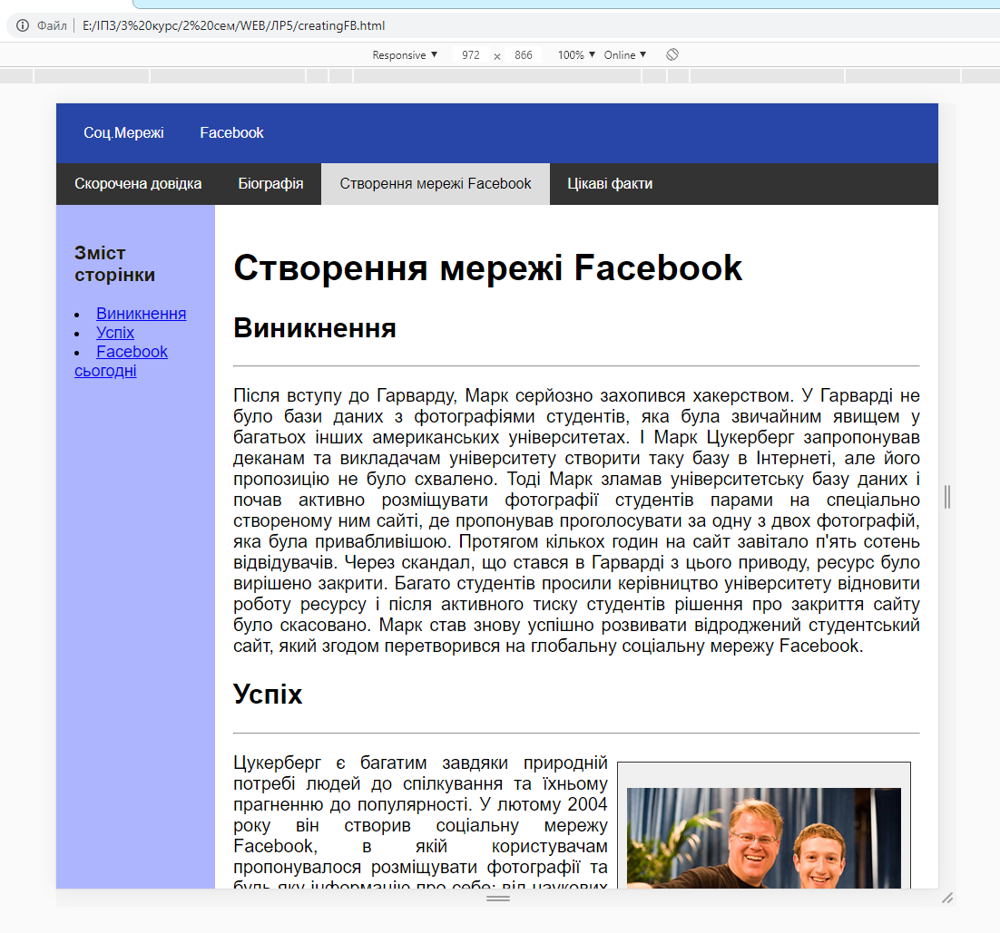 Файл E:/ІПЗ/3%20курс/2%20сем/WEB/ЛР5/creatingFB.html
Responsive ▼ 972 × 866 100% ▼ Online ▼
Соц.Мережі Facebook
Скорочена довідка Біографія Створення мережі Facebook Цікаві факти
Зміст
сторінки
• Виникнення
• Успіх
• Facebook
сьогодні
Створення мережі Facebook
Виникнення
Після вступу до Гарварду, Марк серйозно захопився хакерством. У Гарварді не
було бази даних з фотографіями студентів, яка була звичайним явищем у
багатьох інших американських університетах. І Марк Цукерберг запропонував
деканам та викладачам університету створити таку базу в Інтернеті, але його
пропозицію не було схвалено. Тоді Марк зламав університетську базу даних і
почав активно розміщувати фотографії студентів парами на спеціально
створеному ним сайті, де пропонував проголосувати за одну з двох фотографій,
яка була привабливішою. Протягом кількох годин на сайт завітало п'ять сотень
відвідувачів. Через скандал, що стався в Гарварді з цього приводу, ресурс було
вирішено закрити. Багато студентів просили керівництво університету відновити
роботу ресурсу і після активного тиску студентів рішення про закриття сайту
було скасовано. Марк став знову успішно розвивати відроджений студентський
сайт, який згодом перетворився на глобальну соціальну мережу Facebook.
Успіх
Цукерберг є багатим завдяки природній
потребі людей до спілкування та їхньому
прагненню до популярності. У лютому 2004
року він створив соціальну мережу
Facebook, в якій користувачам
пропонувалося розміщувати фотографії та
будь-яку інформацію про себе: від наукових